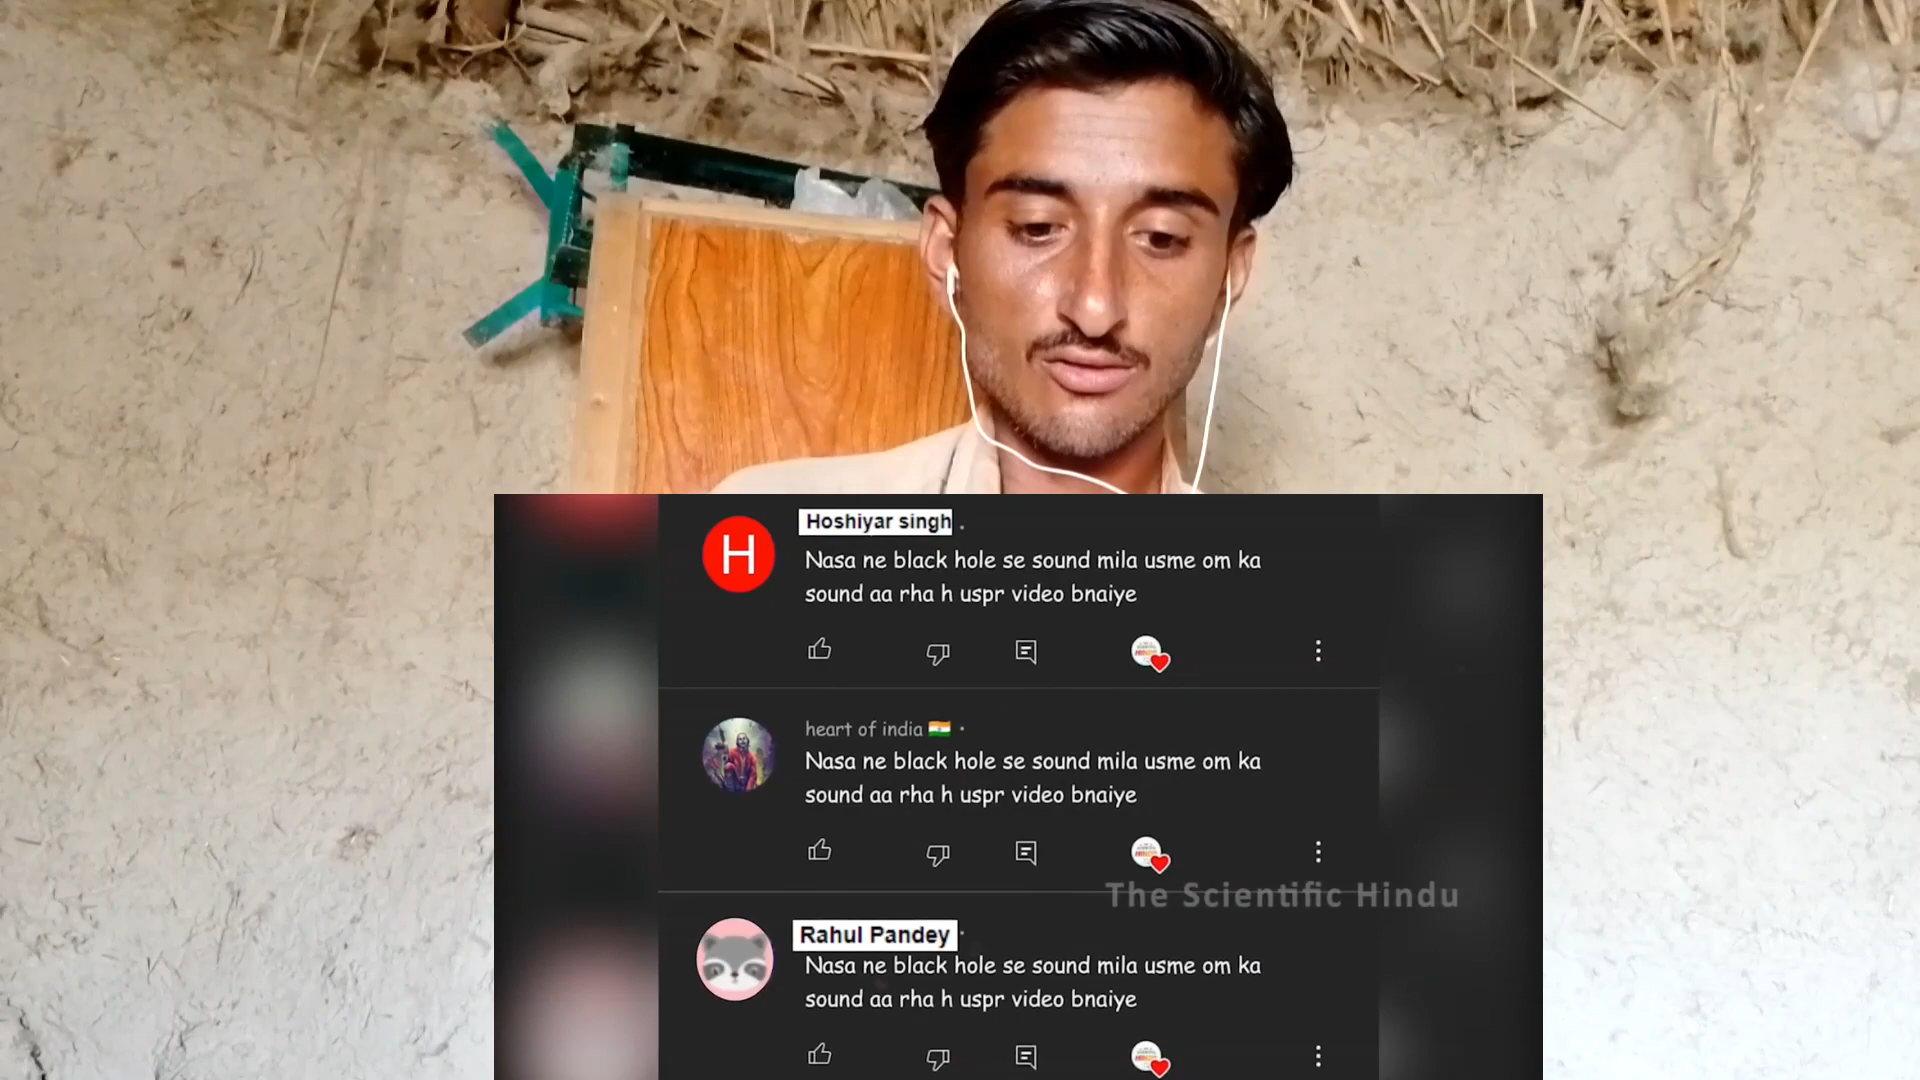 H
Hoshiyar singh .
Nasa ne black hole se sound mila usme om ka
sound aa rha h uspr video bnaiye
heart of india 🇮🇳 ·
Nasa ne black hole se sound mila usme om ka
sound aa rha h uspr video bnaiye
The Scientific Hindu
Rahul Pandey ·
Nasa ne black hole se sound mila usme om ka
sound aa rha h uspr video bnaiye